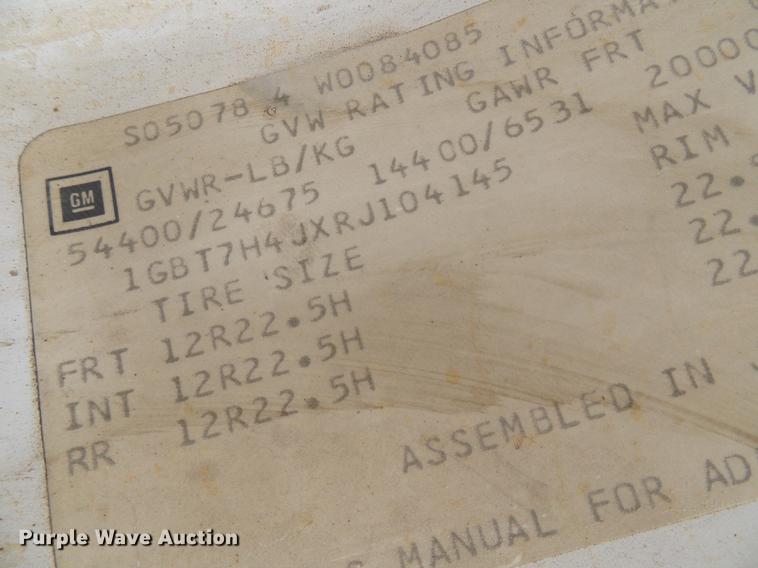 S05078 4 W0084085
GVW RATING INFORMA
GM GVWR-LB/KG GAWR FRT
54400/24675 14400/6531 20000
1GBT7H4JXRJ104145 MAX V
TIRE SIZE RIM
FRT 12R22.5H 22.5
INT 12R22.5H 22.
RR 12R22.5H 22
ASSEMBLED IN
MANUAL FOR AD
Purple Wave Auction